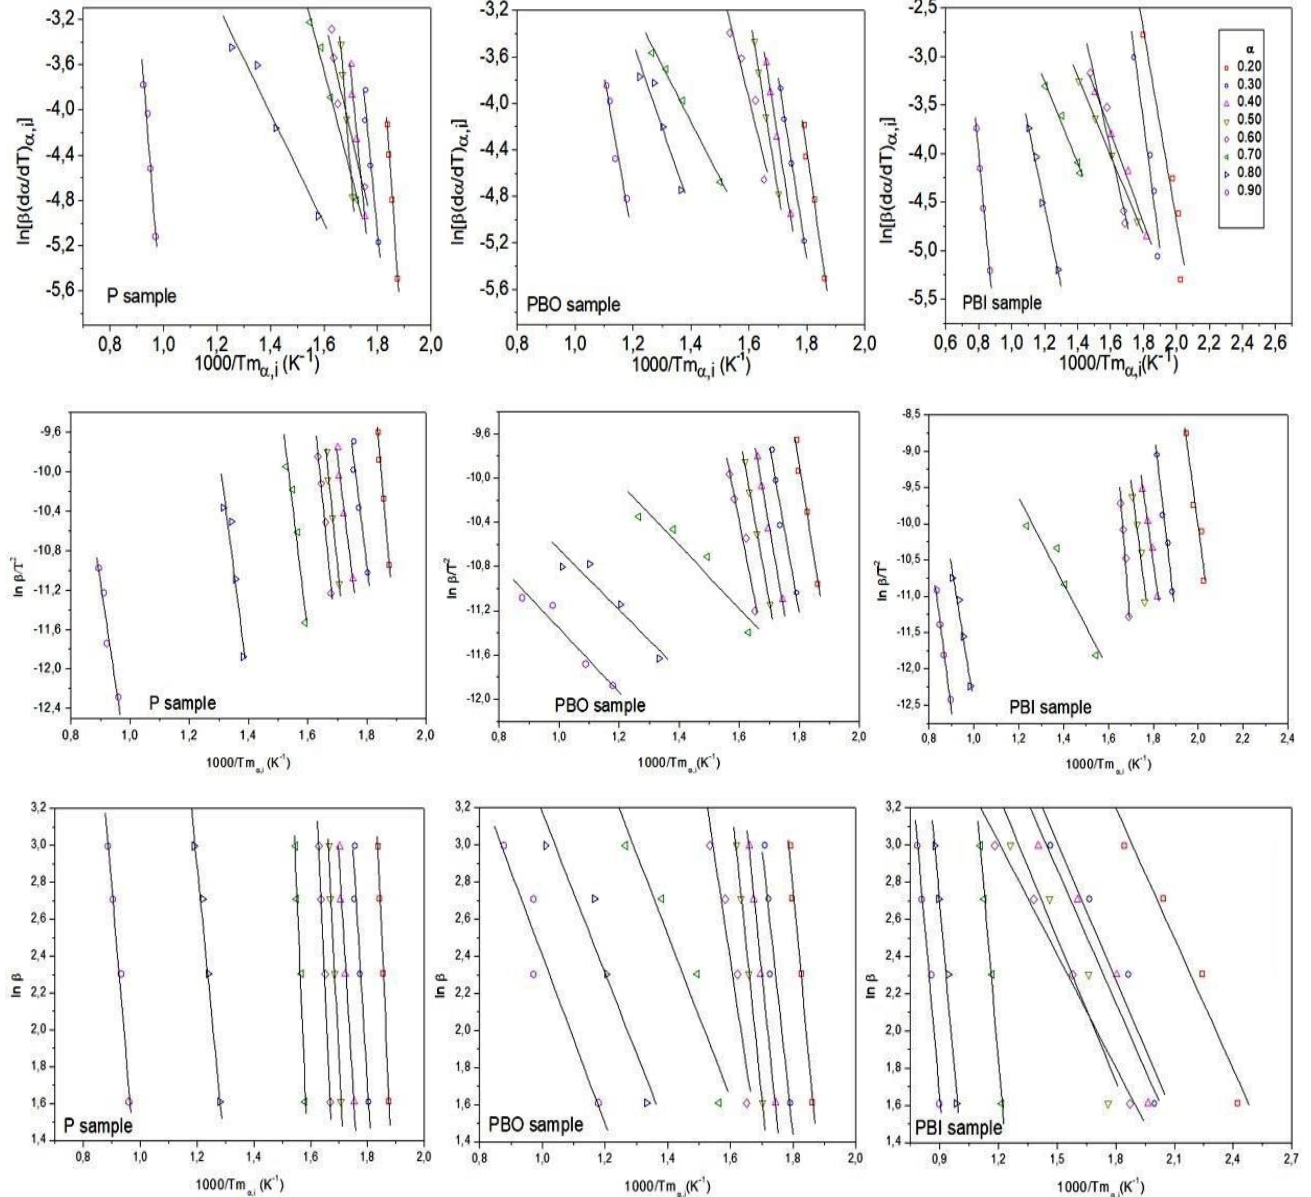 ln[β(dα/dT)α,i]
-3,2
-3,6
-4,0
-4,4
-4,8
-5,2
-5,6
P sample
0,8 1,0 1,2 1,4 1,6 1,8 2,0
1000/Tmα,i (K-1)
ln[β(dα/dT)α,i]
-3,2
-3,6
-4,0
-4,4
-4,8
-5,2
-5,6
PBO sample
0,8 1,0 1,2 1,4 1,6 1,8 2,0
1000/Tmα,i (K-1)
ln[β(dα/dT)α,i]
-2,5
-3,0
-3,5
-4,0
-4,5
-5,0
-5,5
PBI sample
α
0.20
0.30
0.40
0.50
0.60
0.70
0.80
0.90
0,6 0,8 1,0 1,2 1,4 1,6 1,8 2,0 2,2 2,4 2,6
1000/Tmα,i (K-1)
ln β/T2
-9,6
-10,0
-10,4
-10,8
-11,2
-11,6
-12,0
-12,4
P sample
0,8 1,0 1,2 1,4 1,6 1,8 2,0
1000/Tmα,i (K-1)
ln β/T2
-9,6
-10,0
-10,4
-10,8
-11,2
-11,6
-12,0
PBO sample
0,8 1,0 1,2 1,4 1,6 1,8 2,0
1000/Tmα,i (K-1)
ln β/T2
-8,5
-9,0
-9,5
-10,0
-10,5
-11,0
-11,5
-12,0
-12,5
PBI sample
0,8 1,0 1,2 1,4 1,6 1,8 2,0 2,2 2,4
1000/Tmα,i (K-1)
ln β
3,2
3,0
2,8
2,6
2,4
2,2
2,0
1,8
1,6
1,4
P sample
0,8 1,0 1,2 1,4 1,6 1,8 2,0
1000/Tmα,i (K-1)
ln β
3,2
3,0
2,8
2,6
2,4
2,2
2,0
1,8
1,6
1,4
PBO sample
0,8 1,0 1,2 1,4 1,6 1,8 2,0
1000/Tmα,i (K-1)
ln β
3,2
3,0
2,8
2,6
2,4
2,2
2,0
1,8
1,6
1,4
PBI sample
0,9 1,2 1,5 1,8 2,1 2,4 2,7
1000/Tmα,i (K-1)